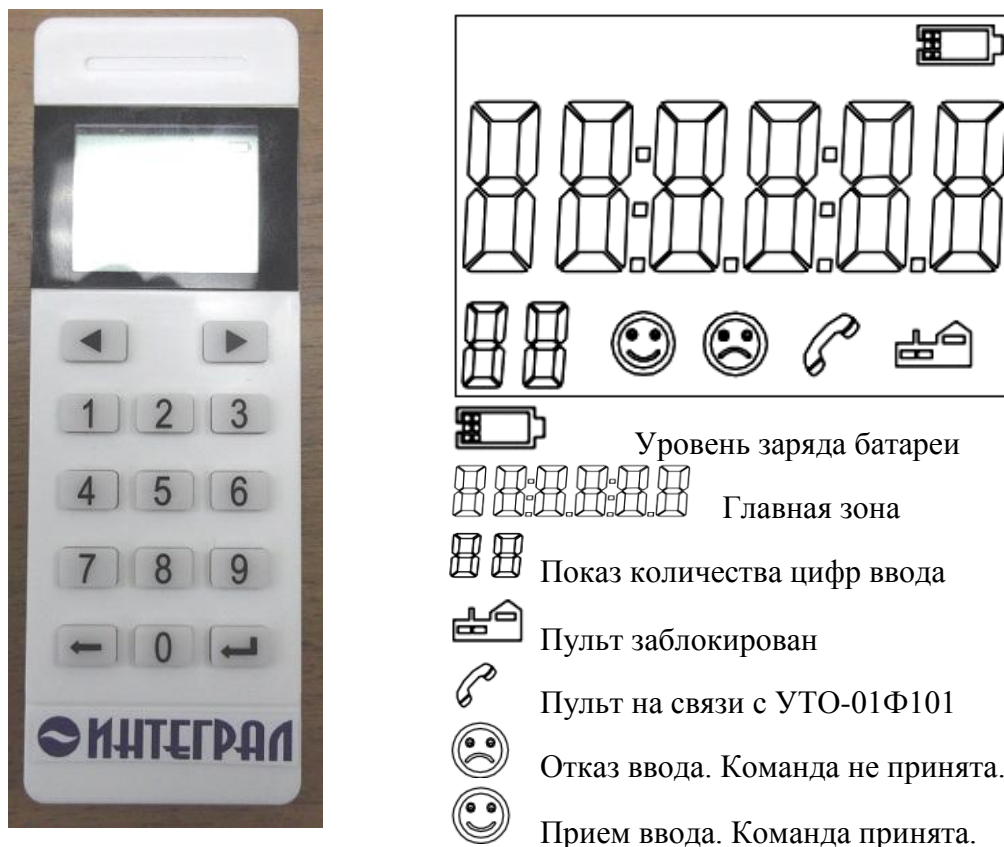 1 2 3
4 5 6
7 8 9
0
ИНТЕГРАЛ
Уровень заряда батареи
Главная зона
Показ количества цифр ввода
Пульт заблокирован
Пульт на связи с УТО-01Ф101
Отказ ввода. Команда не принята.
Прием ввода. Команда принята.